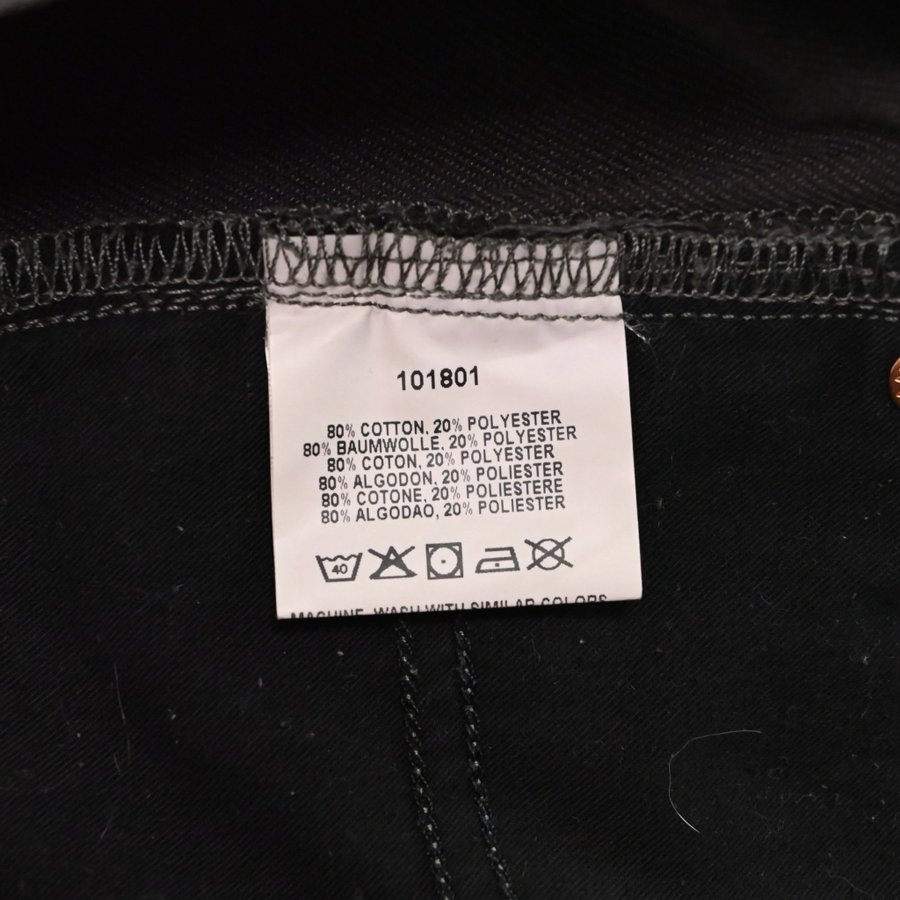 101801
80% COTTON, 20% POLYESTER
80% BAUMWOLLE, 20% POLYESTER
80% COTON, 20% POLYESTER
80% ALGODON, 20% POLIESTER
80% COTONE, 20% POLIESTERE
80% ALGODAO, 20% POLIESTER
40
MACHINE WASH WITH SIMILAR COLORS